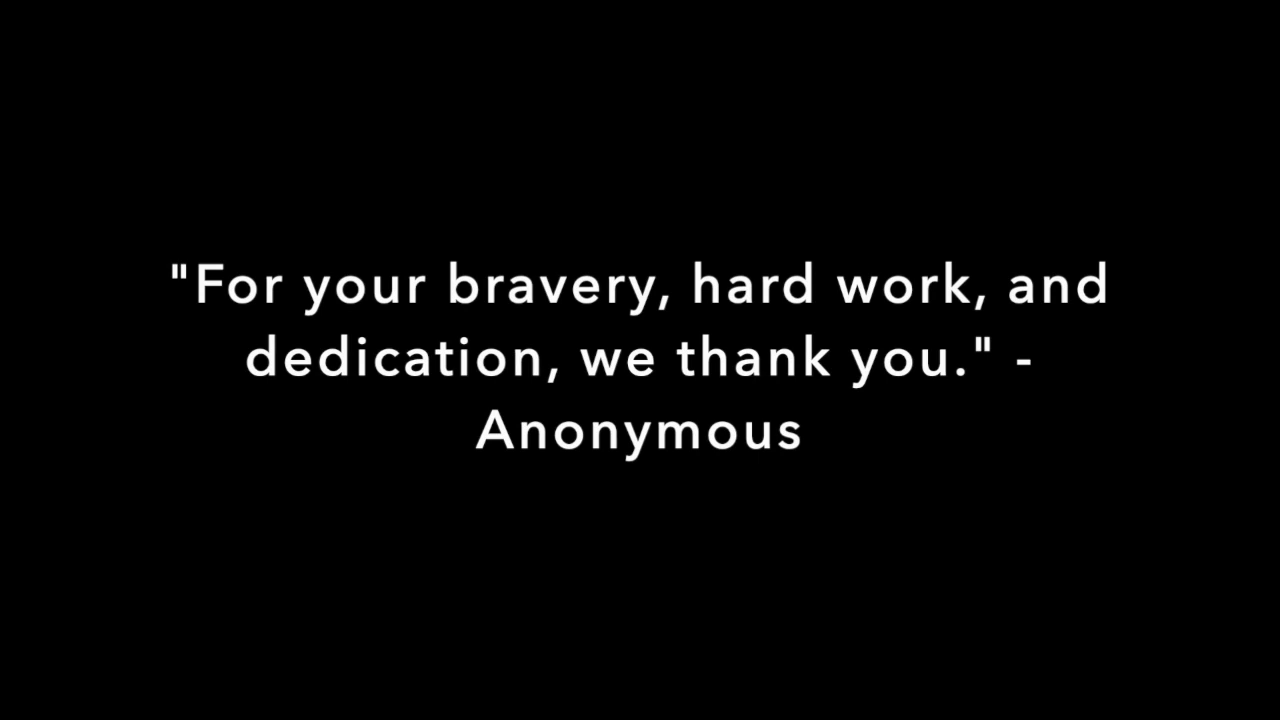 "For your bravery, hard work, and
dedication, we thank you." -
Anonymous